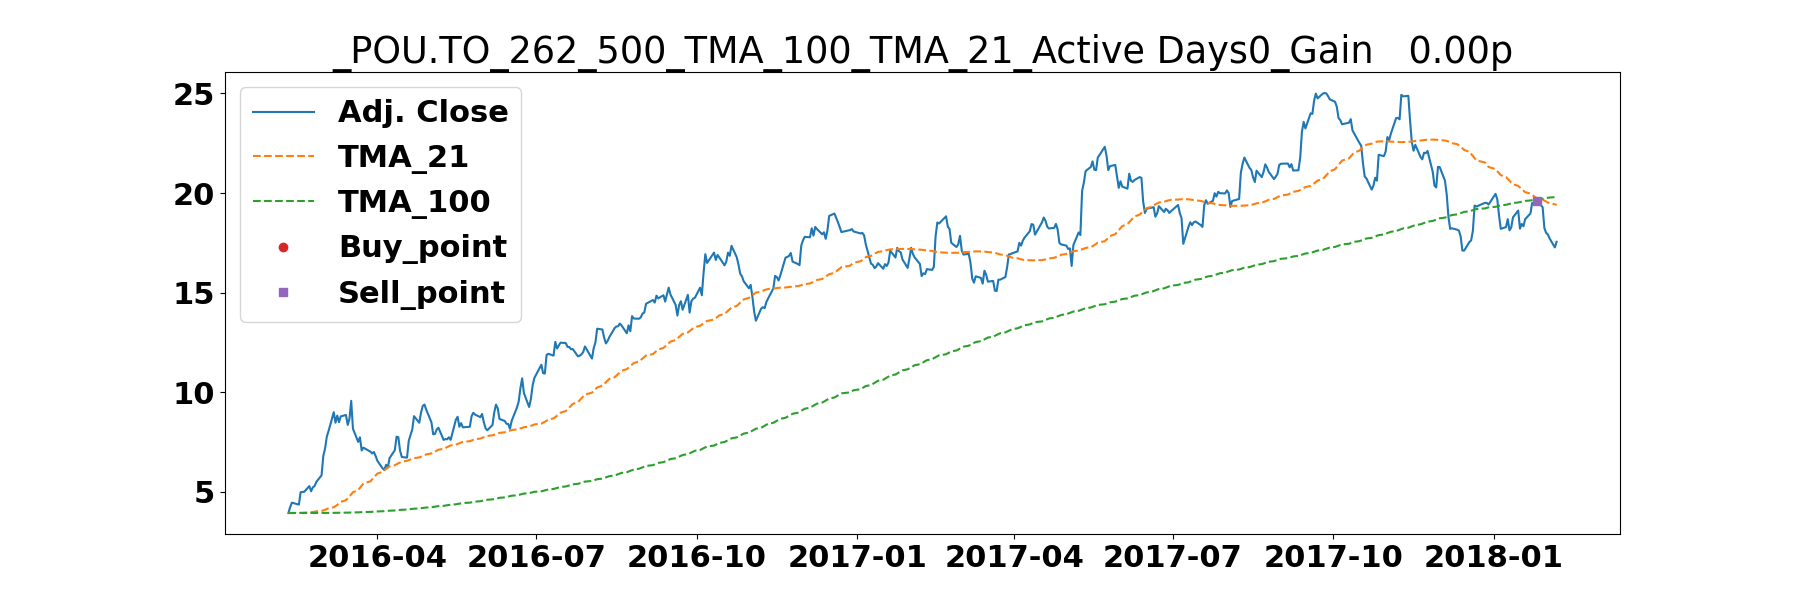 _POU.TO_262_500_TMA_100_TMA_21_Active Days0_Gain   0.00p
25
20
15
10
5
Adj. Close
TMA_21
TMA_100
Buy_point
Sell_point
2016-04 2016-07 2016-10 2017-01 2017-04 2017-07 2017-10 2018-01